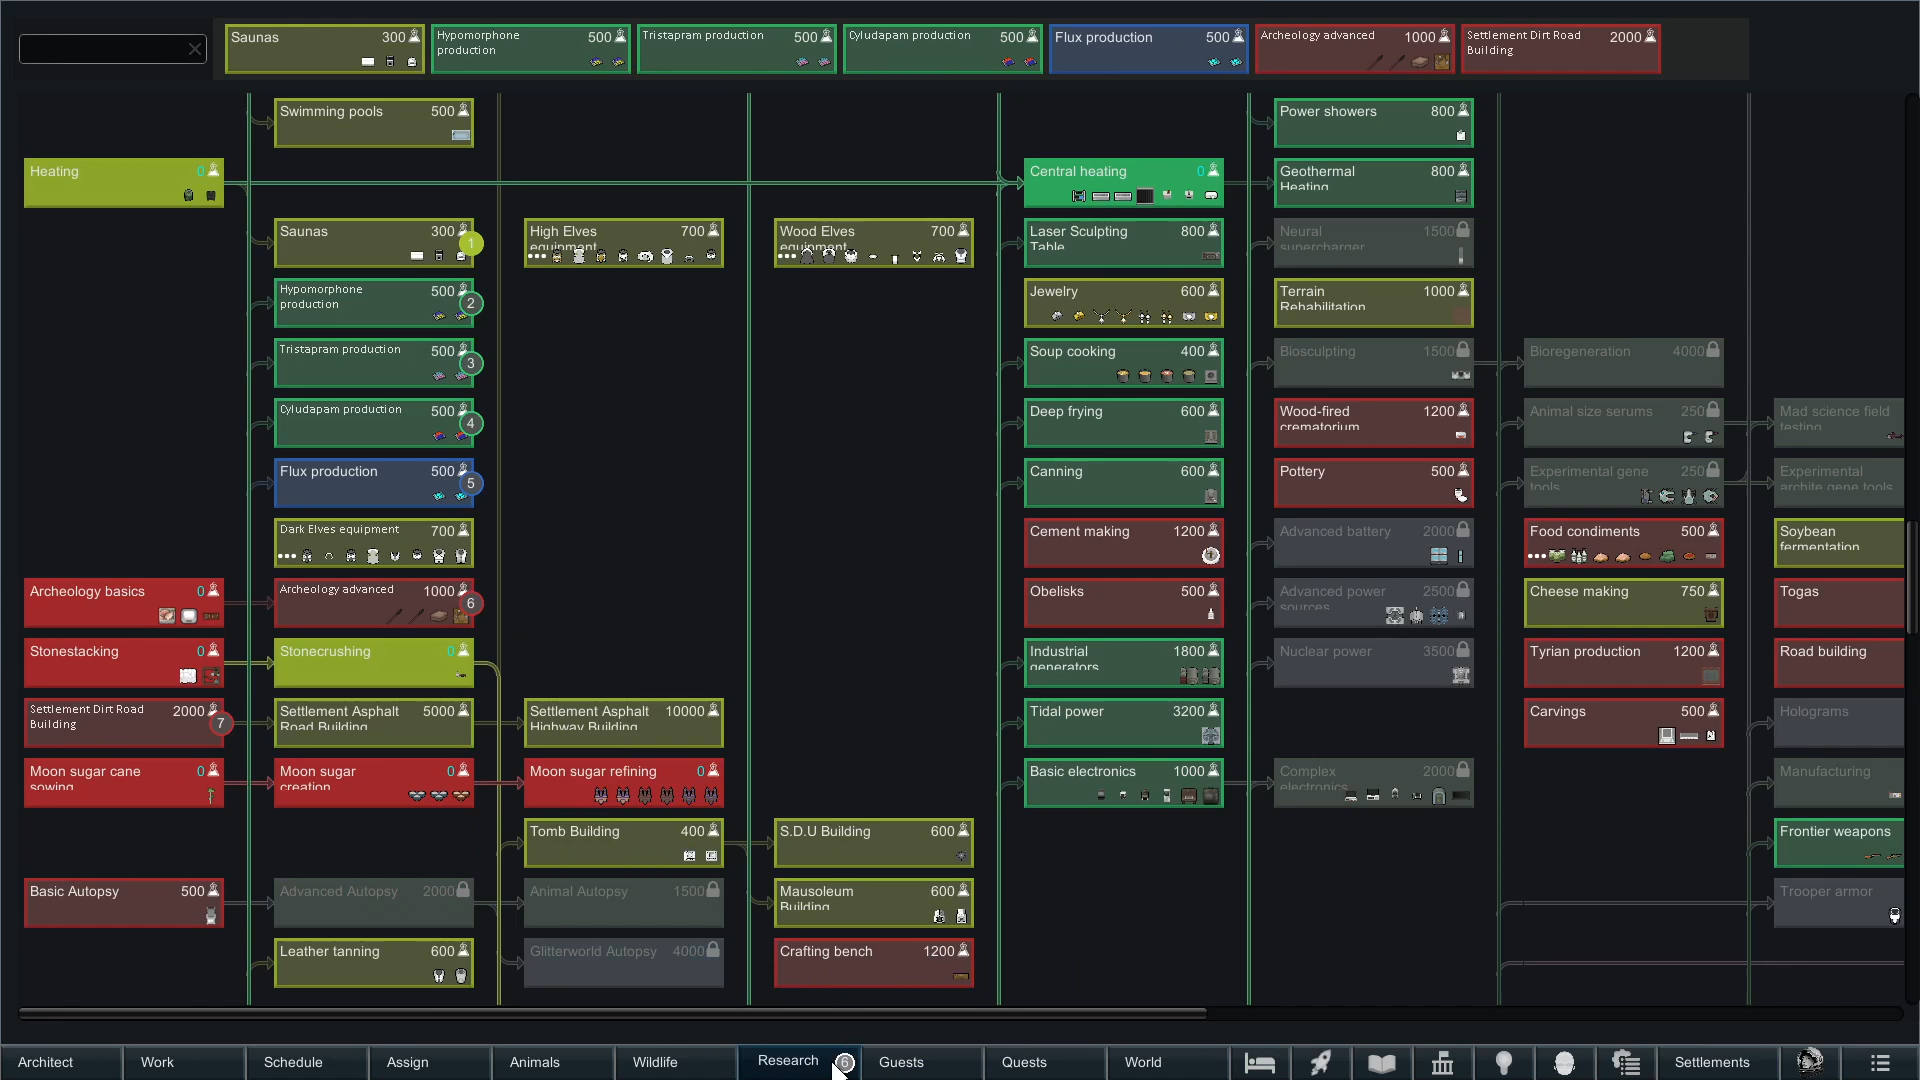 Saunas 300
Hypomorphone production 500
Tristapram production 500
Cyludapam production 500
Flux production 500
Archeology advanced 1000
Settlement Dirt Road Building 2000
Swimming pools 500
Power showers 800
Heating 0
Central heating 0
Geothermal Heating 800
Saunas 300 1
High Elves equipment 700
Wood Elves equipment 700
Laser Sculpting Table 800
Neural supercharger 1500
Hypomorphone production 500 2
Jewelry 600
Terrain Rehabilitation 1000
Tristapram production 500 3
Soup cooking 400
Biosculpting 1500
Bioregeneration 4000
Cyludapam production 500 4
Deep frying 600
Wood-fired crematorium 1200
Animal size serums 250
Mad science field testing
Flux production 500 5
Canning 600
Pottery 500
Experimental gene tools 250
Experimental archite gene tools
Dark Elves equipment 700
Cement making 1200
Advanced battery 2000
Food condiments 500
Soybean fermentation
Archeology basics 0
Archeology advanced 1000 6
Obelisks 500
Advanced power sources 2500
Cheese making 750
Togas
Stonestacking 0
Stonecrushing 0
Industrial generators 1800
Nuclear power 3500
Tyrian production 1200
Road building
Settlement Dirt Road Building 2000 7
Settlement Asphalt Road Building 5000
Settlement Asphalt Highway Building 10000
Tidal power 3200
Carvings 500
Holograms
Moon sugar cane sowing 0
Moon sugar creation 0
Moon sugar refining 0
Basic electronics 1000
Complex electronics 2000
Manufacturing
Tomb Building 400
S.D.U Building 600
Frontier weapons
Basic Autopsy 500
Advanced Autopsy 2000
Animal Autopsy 1500
Mausoleum Building 600
Trooper armor
Leather tanning 600
Glitterworld Autopsy 4000
Crafting bench 1200
Architect Work Schedule Assign Animals Wildlife Research 6 Guests Quests World Settlements